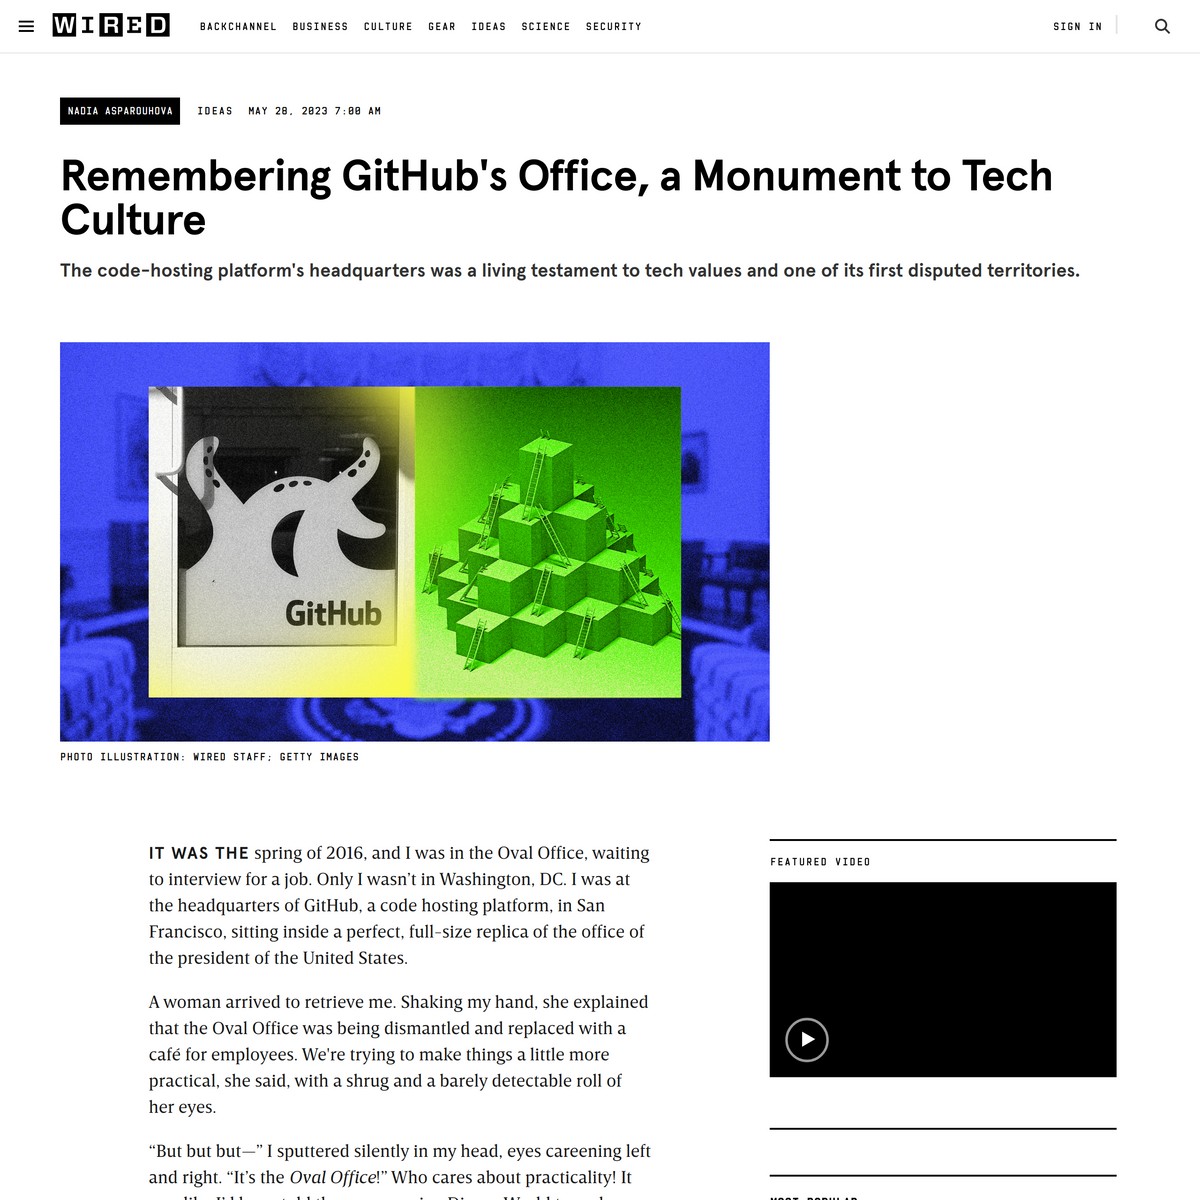 WIRED
BACKCHANNEL BUSINESS CULTURE GEAR IDEAS SCIENCE SECURITY
SIGN IN
NADIA ASPAROUHOVA IDEAS MAY 28, 2023 7:00 AM
Remembering GitHub's Office, a Monument to Tech
Culture
The code-hosting platform's headquarters was a living testament to tech values and one of its first disputed territories.
GitHub
PHOTO ILLUSTRATION: WIRED STAFF; GETTY IMAGES
IT WAS THE spring of 2016, and I was in the Oval Office, waiting
to interview for a job. Only I wasn't in Washington, DC. I was at
the headquarters of GitHub, a code hosting platform, in San
Francisco, sitting inside a perfect, full-size replica of the office of
the president of the United States.
A woman arrived to retrieve me. Shaking my hand, she explained
that the Oval Office was being dismantled and replaced with a
café for employees. We're trying to make things a little more
practical, she said, with a shrug and a barely detectable roll of
her eyes.
“But but but—” I sputtered silently in my head, eyes careening left
and right. “It’s the Oval Office!” Who cares about practicality! It
FEATURED VIDEO